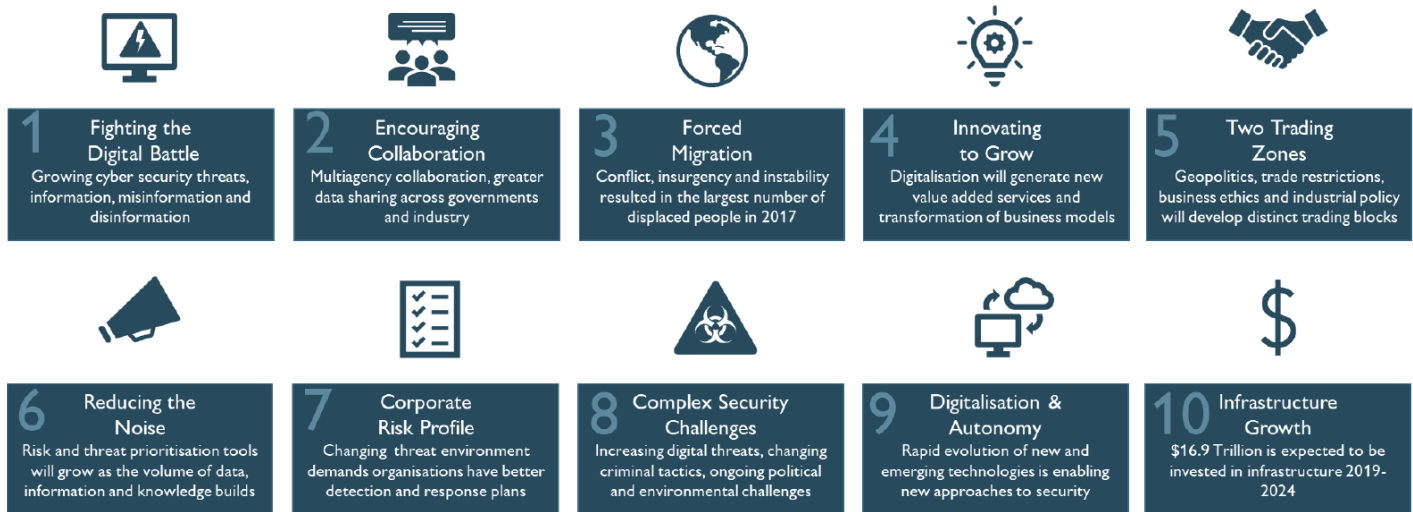 1
Fighting the
Digital Battle
Growing cyber security threats,
information, misinformation and
disinformation
2
Encouraging
Collaboration
Multiagency collaboration, greater
data sharing across governments
and industry
3
Forced
Migration
Conflict, insurgency and instability
resulted in the largest number of
displaced people in 2017
4
Innovating
to Grow
Digitalisation will generate new
value added services and
transformation of business models
5
Two Trading
Zones
Geopolitics, trade restrictions,
business ethics and industrial policy
will develop distinct trading blocks
6
Reducing the
Noise
Risk and threat prioritisation tools
will grow as the volume of data,
information and knowledge builds
7
Corporate
Risk Profile
Changing threat environment
demands organisations have better
detection and response plans
8
Complex Security
Challenges
Increasing digital threats, changing
criminal tactics, ongoing political
and environmental challenges
9
Digitalisation &
Autonomy
Rapid evolution of new and
emerging technologies is enabling
new approaches to security
10
Infrastructure
Growth
$16.9 Trillion is expected to be
invested in infrastructure 2019-
2024